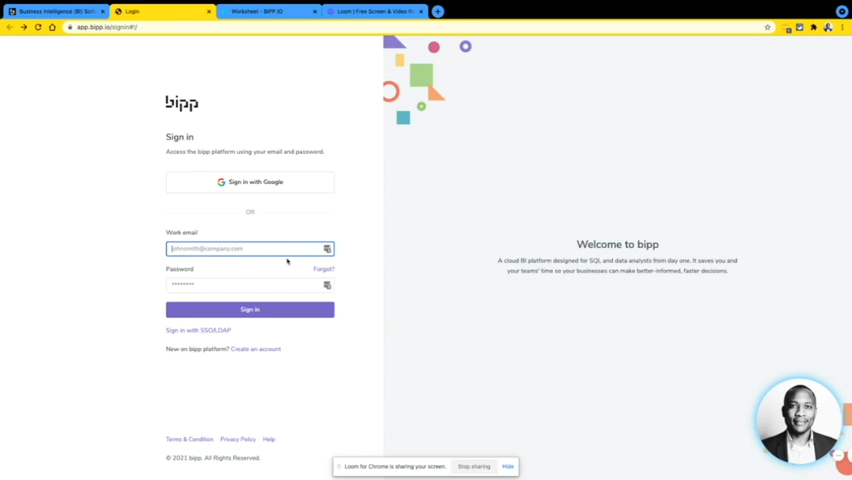 Business Intelligence (BI) Soft
Login
Worksheet - BIPP.IO
Loom | Free Screen & Video Re
app.bipp.io/signin#!/
bipp
Sign in
Access the bipp platform using your email and password.
Sign in with Google
OR
Work email
johnsmith@company.com
Password
Forgot?
********
Sign in
Sign in with SSO/LDAP
New on bipp platform? Create an account
Terms & Condition Privacy Policy Help
© 2021 bipp. All Rights Reserved.
Welcome to bipp
A cloud BI platform designed for SQL and data analysts from day one. It saves you and
your teams' time so your businesses can make better-informed, faster decisions.
Loom for Chrome is sharing your screen.
Stop sharing
Hide